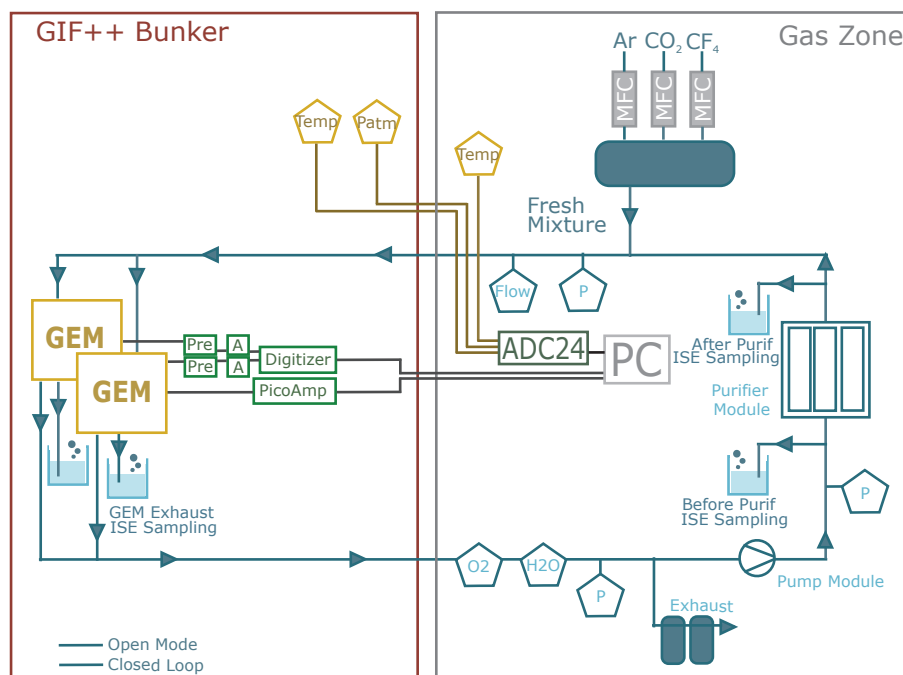 GIF++ Bunker
Gas Zone
Ar CO2 CF4
MFC MFC MFC
Temp Patm
Temp
Fresh
Mixture
Flow P
GEM
GEM
Pre A
Pre A
Digitizer
PicoAmp
ADC24
PC
After Purif
ISE Sampling
Purifier
Module
Before Purif
ISE Sampling
P
GEM Exhaust
ISE Sampling
O2 H2O P
Pump Module
Exhaust
Open Mode
Closed Loop